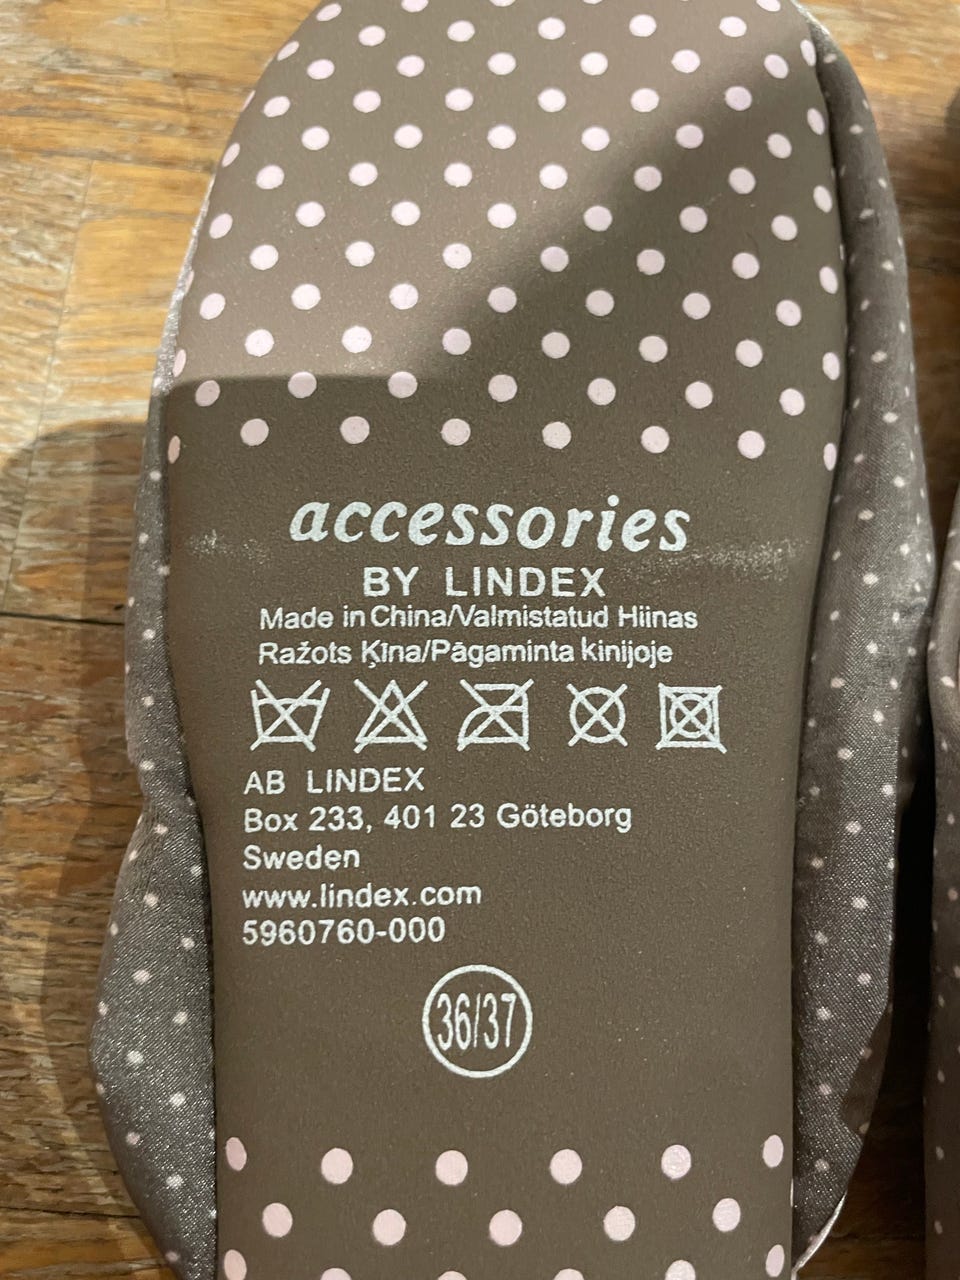 accessories
BY LINDEX
Made in China/Valmistatud Hiinas
Ražots Ķīna/Pāgaminta kinijoje
AB LINDEX
Box 233, 401 23 Göteborg
Sweden
www.lindex.com
5960760-000
36/37